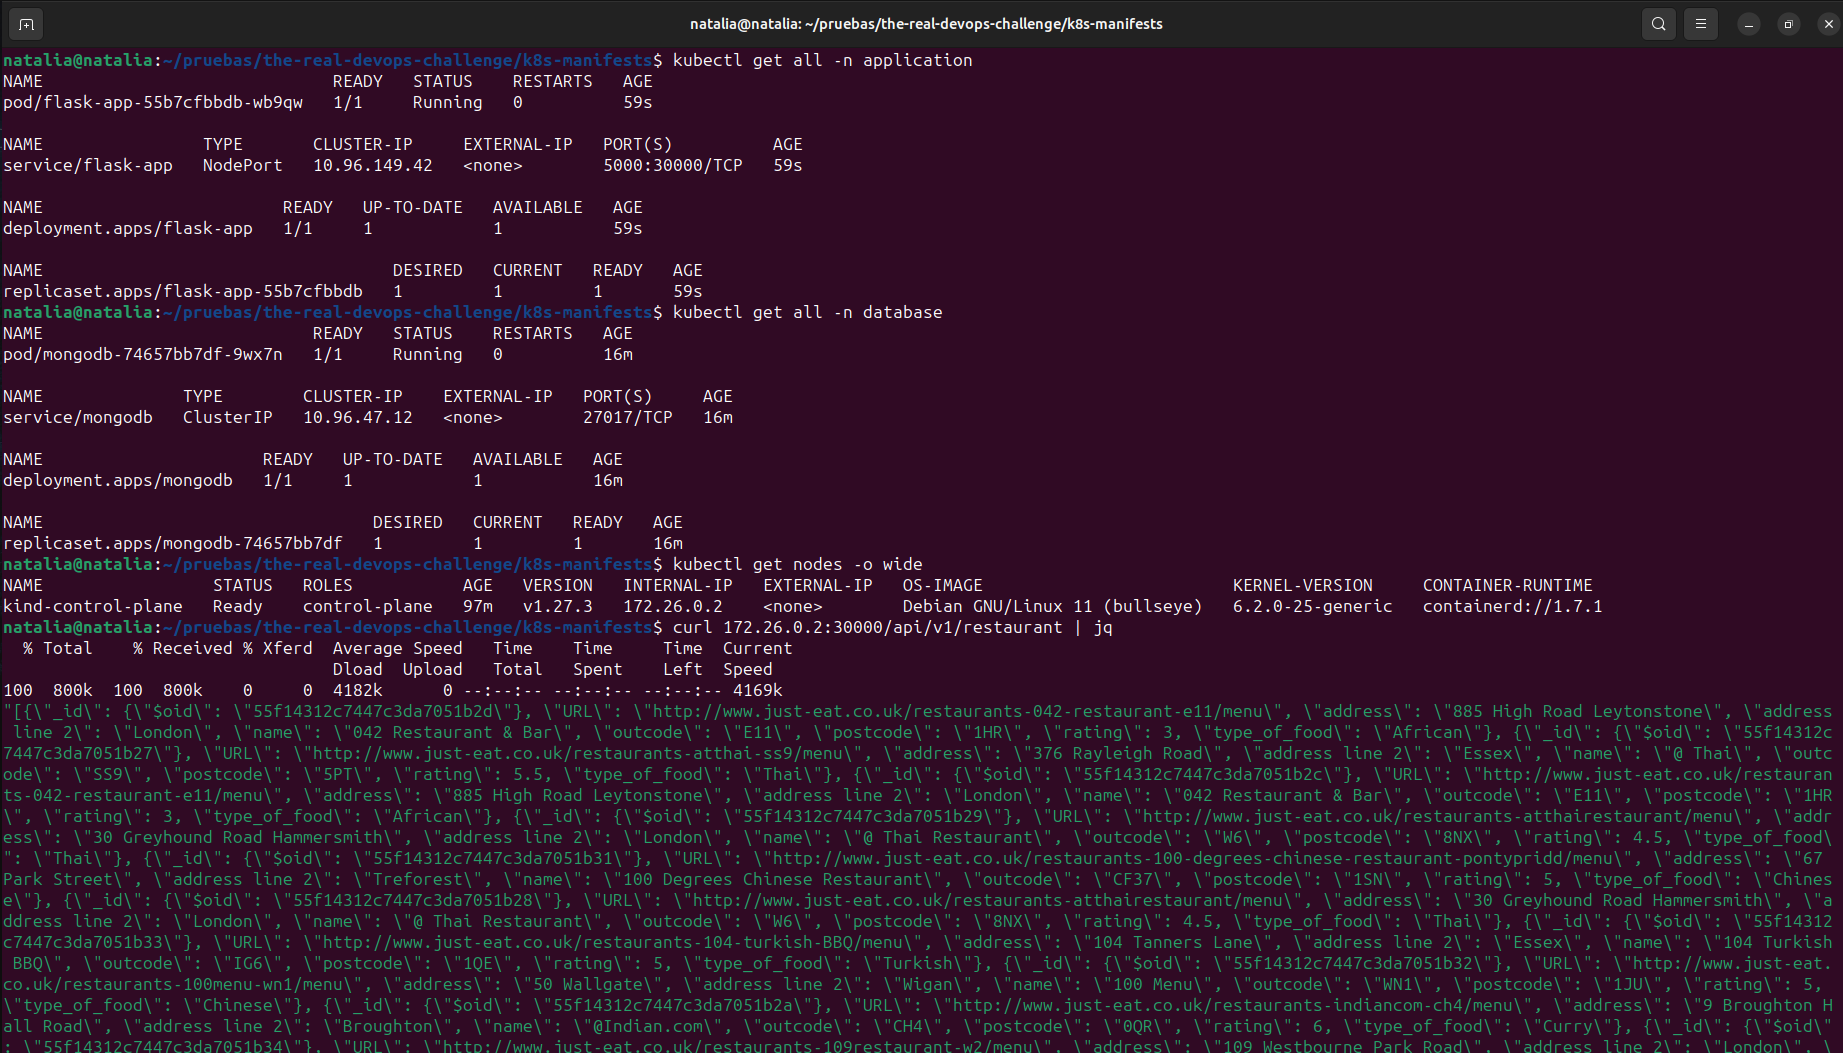 natalia@natalia: ~/pruebas/the-real-devops-challenge/k8s-manifests
natalia@natalia:~/pruebas/the-real-devops-challenge/k8s-manifests$ kubectl get all -n application
NAME                             READY   STATUS    RESTARTS   AGE
pod/flask-app-55b7cfbbdb-wb9qw   1/1     Running   0          59s
NAME                TYPE       CLUSTER-IP     EXTERNAL-IP   PORT(S)          AGE
service/flask-app   NodePort   10.96.149.42   <none>        5000:30000/TCP   59s
NAME                        READY   UP-TO-DATE   AVAILABLE   AGE
deployment.apps/flask-app   1/1     1            1           59s
NAME                                   DESIRED   CURRENT   READY   AGE
replicaset.apps/flask-app-55b7cfbbdb   1         1         1       59s
natalia@natalia:~/pruebas/the-real-devops-challenge/k8s-manifests$ kubectl get all -n database
NAME                           READY   STATUS    RESTARTS   AGE
pod/mongodb-74657bb7df-9wx7n   1/1     Running   0          16m
NAME              TYPE        CLUSTER-IP    EXTERNAL-IP   PORT(S)     AGE
service/mongodb   ClusterIP   10.96.47.12   <none>        27017/TCP   16m
NAME                      READY   UP-TO-DATE   AVAILABLE   AGE
deployment.apps/mongodb   1/1     1            1           16m
NAME                                 DESIRED   CURRENT   READY   AGE
replicaset.apps/mongodb-74657bb7df   1         1         1       16m
natalia@natalia:~/pruebas/the-real-devops-challenge/k8s-manifests$ kubectl get nodes -o wide
NAME                 STATUS   ROLES           AGE   VERSION   INTERNAL-IP   EXTERNAL-IP   OS-IMAGE                         KERNEL-VERSION     CONTAINER-RUNTIME
kind-control-plane   Ready    control-plane   97m   v1.27.3   172.26.0.2    <none>        Debian GNU/Linux 11 (bullseye)   6.2.0-25-generic   containerd://1.7.1
natalia@natalia:~/pruebas/the-real-devops-challenge/k8s-manifests$ curl 172.26.0.2:30000/api/v1/restaurant | jq
  % Total    % Received % Xferd  Average Speed   Time    Time     Time  Current
                                 Dload  Upload   Total   Spent    Left  Speed
100  800k  100  800k    0     0  4182k      0 --:--:-- --:--:-- --:--:-- 4169k
"[{\"_id\": {\"$oid\": \"55f14312c7447c3da7051b2d\"}, \"URL\": \"http://www.just-eat.co.uk/restaurants-042-restaurant-e11/menu\", \"address\": \"885 High Road Leytonstone\", \"address
 line 2\": \"London\", \"name\": \"042 Restaurant & Bar\", \"outcode\": \"E11\", \"postcode\": \"1HR\", \"rating\": 3, \"type_of_food\": \"African\"}, {\"_id\": {\"$oid\": \"55f14312c
7447c3da7051b27\"}, \"URL\": \"http://www.just-eat.co.uk/restaurants-atthai-ss9/menu\", \"address\": \"376 Rayleigh Road\", \"address line 2\": \"Essex\", \"name\": \"@ Thai\", \"outc
ode\": \"SS9\", \"postcode\": \"5PT\", \"rating\": 5.5, \"type_of_food\": \"Thai\"}, {\"_id\": {\"$oid\": \"55f14312c7447c3da7051b2c\"}, \"URL\": \"http://www.just-eat.co.uk/restauran
ts-042-restaurant-e11/menu\", \"address\": \"885 High Road Leytonstone\", \"address line 2\": \"London\", \"name\": \"042 Restaurant & Bar\", \"outcode\": \"E11\", \"postcode\": \"1HR
\", \"rating\": 3, \"type_of_food\": \"African\"}, {\"_id\": {\"$oid\": \"55f14312c7447c3da7051b29\"}, \"URL\": \"http://www.just-eat.co.uk/restaurants-atthairestaurant/menu\", \"addr
ess\": \"30 Greyhound Road Hammersmith\", \"address line 2\": \"London\", \"name\": \"@ Thai Restaurant\", \"outcode\": \"W6\", \"postcode\": \"8NX\", \"rating\": 4.5, \"type_of_food\
": \"Thai\"}, {\"_id\": {\"$oid\": \"55f14312c7447c3da7051b31\"}, \"URL\": \"http://www.just-eat.co.uk/restaurants-100-degrees-chinese-restaurant-pontypridd/menu\", \"address\": \"67 
Park Street\", \"address line 2\": \"Treforest\", \"name\": \"100 Degrees Chinese Restaurant\", \"outcode\": \"CF37\", \"postcode\": \"1SN\", \"rating\": 5, \"type_of_food\": \"Chines
e\"}, {\"_id\": {\"$oid\": \"55f14312c7447c3da7051b28\"}, \"URL\": \"http://www.just-eat.co.uk/restaurants-atthairestaurant/menu\", \"address\": \"30 Greyhound Road Hammersmith\", \"a
ddress line 2\": \"London\", \"name\": \"@ Thai Restaurant\", \"outcode\": \"W6\", \"postcode\": \"8NX\", \"rating\": 4.5, \"type_of_food\": \"Thai\"}, {\"_id\": {\"$oid\": \"55f14312
c7447c3da7051b33\"}, \"URL\": \"http://www.just-eat.co.uk/restaurants-104-turkish-BBQ/menu\", \"address\": \"104 Tanners Lane\", \"address line 2\": \"Essex\", \"name\": \"104 Turkish
 BBQ\", \"outcode\": \"IG6\", \"postcode\": \"1QE\", \"rating\": 5, \"type_of_food\": \"Turkish\"}, {\"_id\": {\"$oid\": \"55f14312c7447c3da7051b32\"}, \"URL\": \"http://www.just-eat.
co.uk/restaurants-100menu-wn1/menu\", \"address\": \"50 Wallgate\", \"address line 2\": \"Wigan\", \"name\": \"100 Menu\", \"outcode\": \"WN1\", \"postcode\": \"1JU\", \"rating\": 5, 
\"type_of_food\": \"Chinese\"}, {\"_id\": {\"$oid\": \"55f14312c7447c3da7051b2a\"}, \"URL\": \"http://www.just-eat.co.uk/restaurants-indiancom-ch4/menu\", \"address\": \"9 Broughton H
all Road\", \"address line 2\": \"Broughton\", \"name\": \"@Indian.com\", \"outcode\": \"CH4\", \"postcode\": \"0QR\", \"rating\": 6, \"type_of_food\": \"Curry\"}, {\"_id\": {\"$oid\"
: \"55f14312c7447c3da7051b34\"}, \"URL\": \"http://www.just-eat.co.uk/restaurants-109restaurant-w2/menu\", \"address\": \"109 Westbourne Park Road\", \"address line 2\": \"London\", \